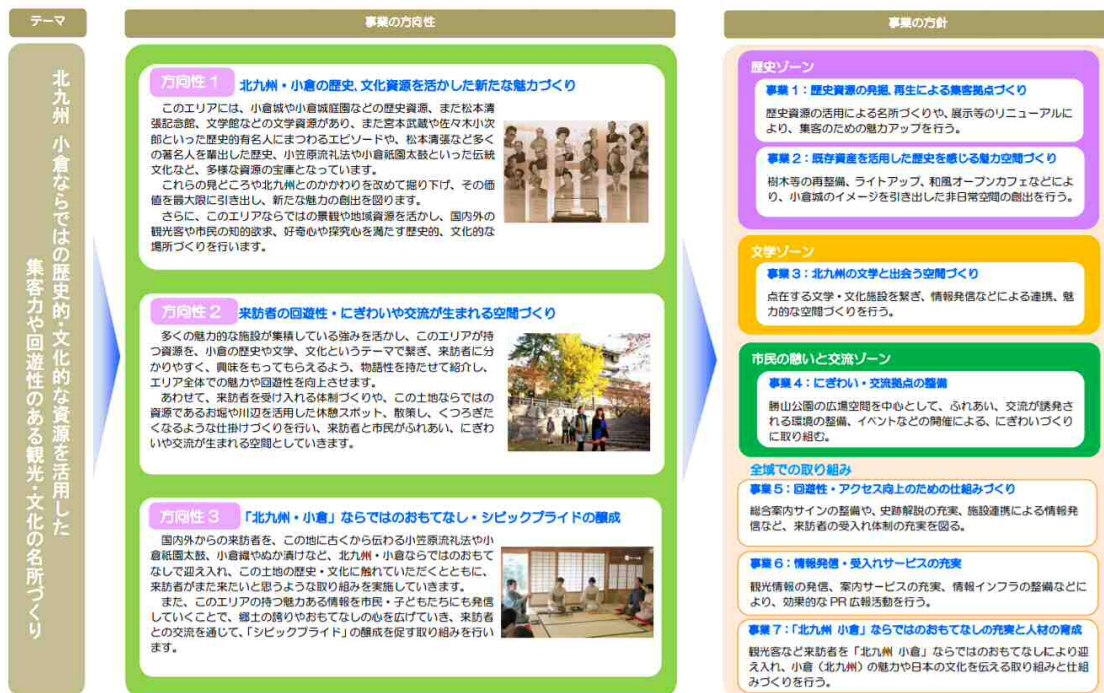 テーマ
北九州 小倉ならではの歴史的・文化的な資源を活用した
集客力や回遊性のある観光・文化の名所づくり
事業の方向性
方向性 1
北九州・小倉の歴史、文化資源を活かした新たな魅力づくり
このエリアには、小倉城や小倉城庭園などの歴史資源、また松本清
張記念館、文学館などの文学資源があり、また宮本武蔵や佐々木小次
郎といった歴史的有名人にまつわるエピソードや、松本清張など多く
の著名人を輩出した歴史、小笠原流礼法や小倉祇園太鼓といった伝統
文化など、多様な資源の宝庫となっています。
これらの見どころや北九州とのかかわりを改めて掘り下げ、その価
値を最大限に引き出し、新たな魅力の創出を図ります。
さらに、このエリアならではの景観や地域資源を活かし、国内外の
観光客や市民の知的欲求、好奇心や探究心を満たす歴史的、文化的な
場所づくりを行います。
方向性 2
来訪者の回遊性・にぎわいや交流が生まれる空間づくり
多くの魅力的な施設が集積している強みを活かし、このエリアが持
つ資源を、小倉の歴史や文学、文化というテーマで繋ぎ、来訪者に分
かりやすく、興味をもってもらえるよう、物語性を持たせて紹介し、
エリア全体での魅力や回遊性を向上させます。
あわせて、来訪者を受け入れる体制づくりや、この土地ならではの
資源であるお堀や川辺を活用した休憩スポット、散策し、くつろぎた
くなるような仕掛けづくりを行い、来訪者と市民がふれあい、にぎわ
いや交流が生まれる空間としていきます。
方向性 3
「北九州・小倉」ならではのおもてなし・シビックプライドの醸成
国内外からの来訪者を、この地に古くから伝わる小笠原流礼法や小
倉祇園太鼓、小倉織やぬか漬けなど、北九州・小倉ならではのおもて
なしで迎え入れ、この土地の歴史・文化に触れていただくとともに、
来訪者がまた来たいと思うような取り組みを実施していきます。
また、このエリアの持つ魅力ある情報を市民・子どもたちにも発信
していくことで、郷土の誇りやおもてなしの心を広げていき、来訪者
との交流を通じて、「シビックプライド」の醸成を促す取り組みを行い
ます。
事業の方針
歴史ゾーン
事業 1：歴史資源の発掘、再生による集客拠点づくり
歴史資源の活用による名所づくりや、展示等のリニューアルに
より、集客のための魅力アップを行う。
事業 2：既存資産を活用した歴史を感じる魅力空間づくり
樹木等の再整備、ライトアップ、和風オープンカフェなどによ
り、小倉城のイメージを引き出した非日常空間の創出を行う。
文学ゾーン
事業 3：北九州の文学と出会う空間づくり
点在する文学・文化施設を繋ぎ、情報発信などによる連携、魅
力的な空間づくりを行う。
市民の憩いと交流ゾーン
事業 4：にぎわい・交流拠点の整備
勝山公園の広場空間を中心として、ふれあい、交流が誘発さ
れる環境の整備、イベントなどの開催による、にぎわいづくり
に取り組む。
全域での取り組み
事業 5：回遊性・アクセス向上のための仕組みづくり
総合案内サインの整備や、史跡解説の充実、施設連携による情報発
信など、来訪者の受入れ体制の充実を図る。
事業 6：情報発信・受入れサービスの充実
観光情報の発信、案内サービスの充実、情報インフラの整備などに
より、効果的な PR 広報活動を行う。
事業 7：「北九州 小倉」ならではのおもてなしの充実と人材の育成
観光客など来訪者を「北九州 小倉」ならではのおもてなしにより迎
え入れ、小倉（北九州）の魅力や日本の文化を伝える取り組みと仕組
みづくりを行う。